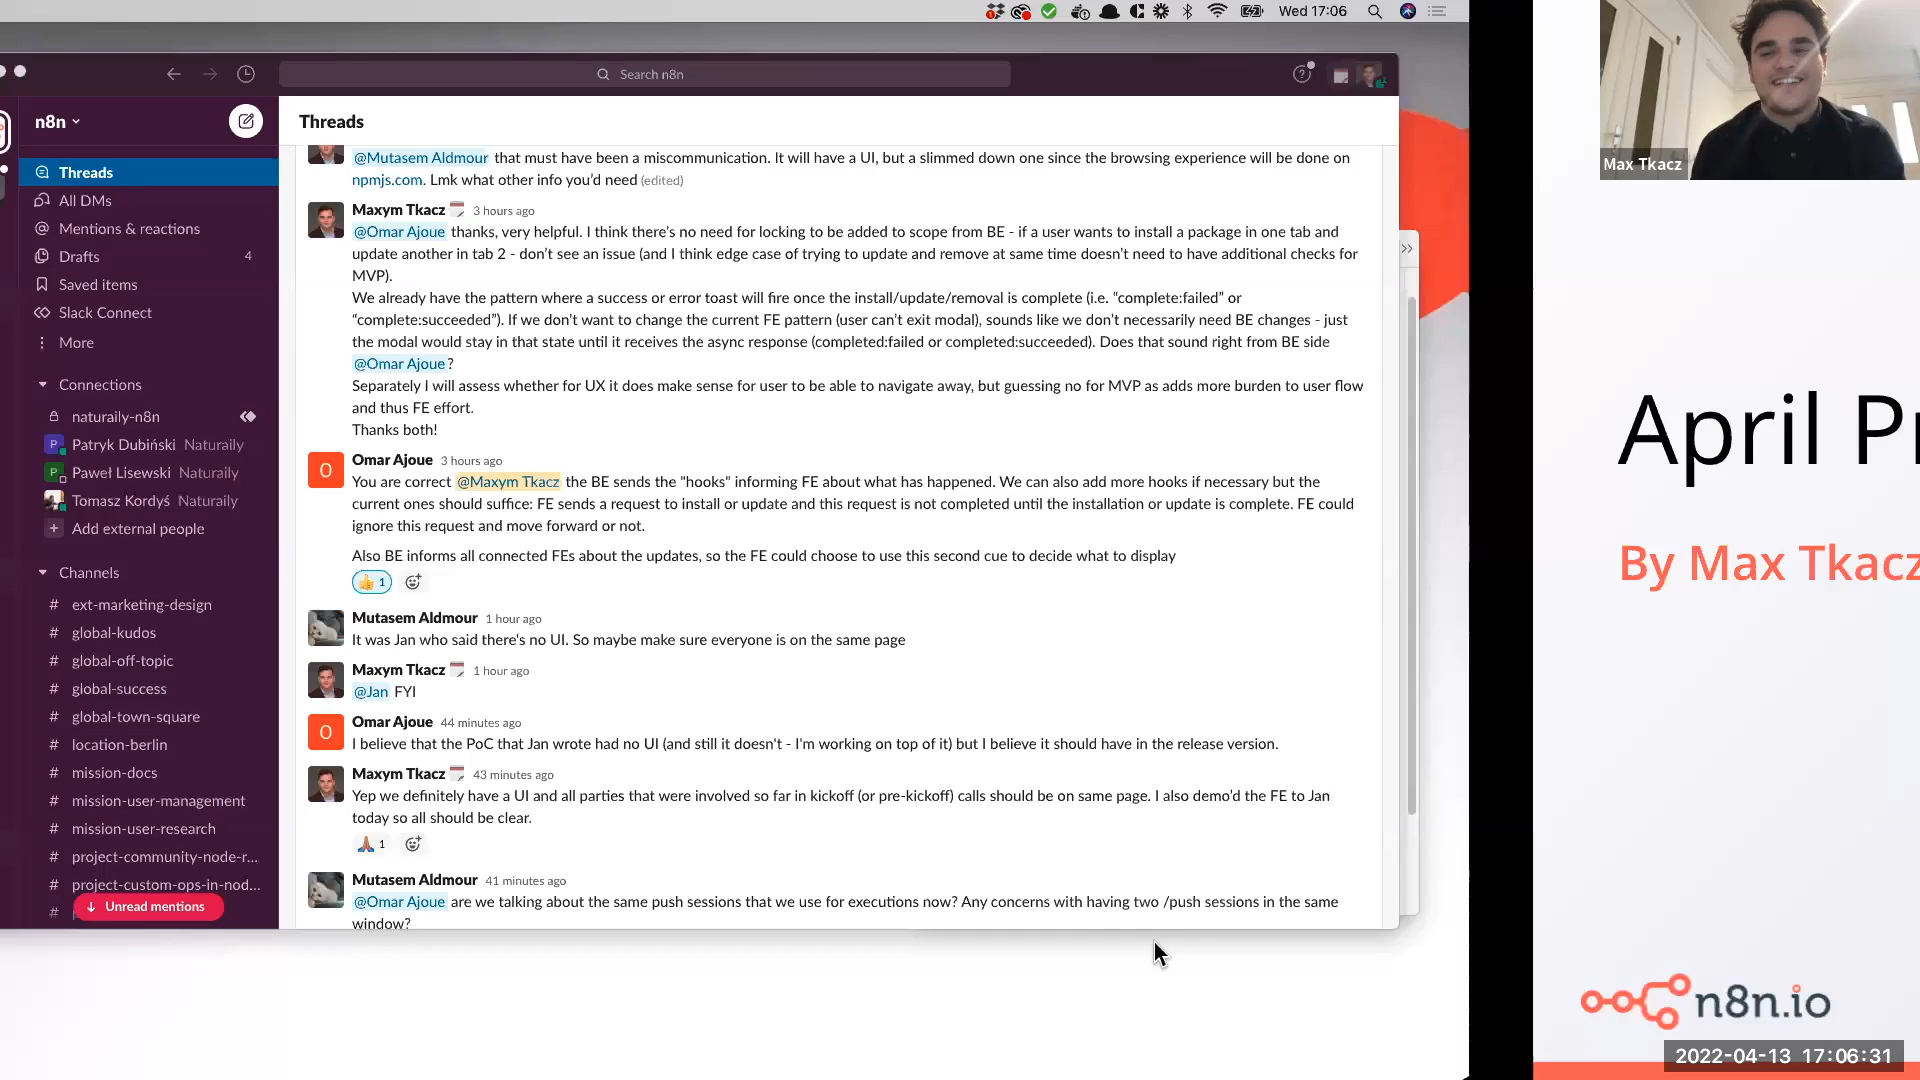 Wed 17:06
Search n8n
n8n
Threads
Threads
All DMs
Mentions & reactions
Drafts 4
Saved items
Slack Connect
More
Connections
naturaily-n8n
P Patryk Dubiński Naturaily
P Paweł Lisewski Naturaily
Tomasz Kordyś Naturaily
+ Add external people
Channels
# ext-marketing-design
# global-kudos
# global-off-topic
# global-success
# global-town-square
# location-berlin
# mission-docs
# mission-user-management
# mission-user-research
# project-community-node-r...
# project-custom-ops-in-nod...
#
Unread mentions
@Mutasem Aldmour that must have been a miscommunication. It will have a UI, but a slimmed down one since the browsing experience will be done on
npmjs.com. Lmk what other info you’d need (edited)
Maxym Tkacz 3 hours ago
@Omar Ajoue thanks, very helpful. I think there’s no need for locking to be added to scope from BE - if a user wants to install a package in one tab and
update another in tab 2 - don’t see an issue (and I think edge case of trying to update and remove at same time doesn’t need to have additional checks for
MVP).
We already have the pattern where a success or error toast will fire once the install/update/removal is complete (i.e. “complete:failed” or
“complete:succeeded”). If we don’t want to change the current FE pattern (user can’t exit modal), sounds like we don’t necessarily need BE changes - just
the modal would stay in that state until it receives the async response (completed:failed or completed:succeeded). Does that sound right from BE side
@Omar Ajoue?
Separately I will assess whether for UX it does make sense for user to be able to navigate away, but guessing no for MVP as adds more burden to user flow
and thus FE effort.
Thanks both!
O
Omar Ajoue 3 hours ago
You are correct @Maxym Tkacz the BE sends the "hooks" informing FE about what has happened. We can also add more hooks if necessary but the
current ones should suffice: FE sends a request to install or update and this request is not completed until the installation or update is complete. FE could
ignore this request and move forward or not.
Also BE informs all connected FEs about the updates, so the FE could choose to use this second cue to decide what to display
👍 1
Mutasem Aldmour 1 hour ago
It was Jan who said there's no UI. So maybe make sure everyone is on the same page
Maxym Tkacz 1 hour ago
@Jan FYI
O
Omar Ajoue 44 minutes ago
I believe that the PoC that Jan wrote had no UI (and still it doesn't - I'm working on top of it) but I believe it should have in the release version.
Maxym Tkacz 43 minutes ago
Yep we definitely have a UI and all parties that were involved so far in kickoff (or pre-kickoff) calls should be on same page. I also demo’d the FE to Jan
today so all should be clear.
🙏 1
Mutasem Aldmour 41 minutes ago
@Omar Ajoue are we talking about the same push sessions that we use for executions now? Any concerns with having two /push sessions in the same
window?
Max Tkacz
April Pr
By Max Tkacz
n8n.io
2022-04-13 17:06:31